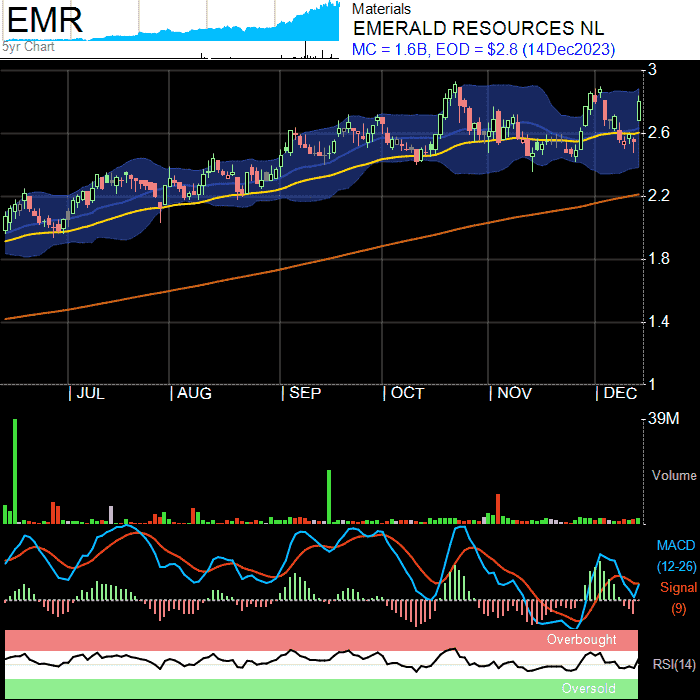 EMR
5yr Chart
Materials
EMERALD RESOURCES NL
MC = 1.6B, EOD = $2.8 (14Dec2023)
3
2.6
2.2
1.8
1.4
1
JUL AUG SEP OCT NOV DEC
39M
Volume
MACD
(12-26)
Signal
(9)
Overbought
RSI(14)
Oversold